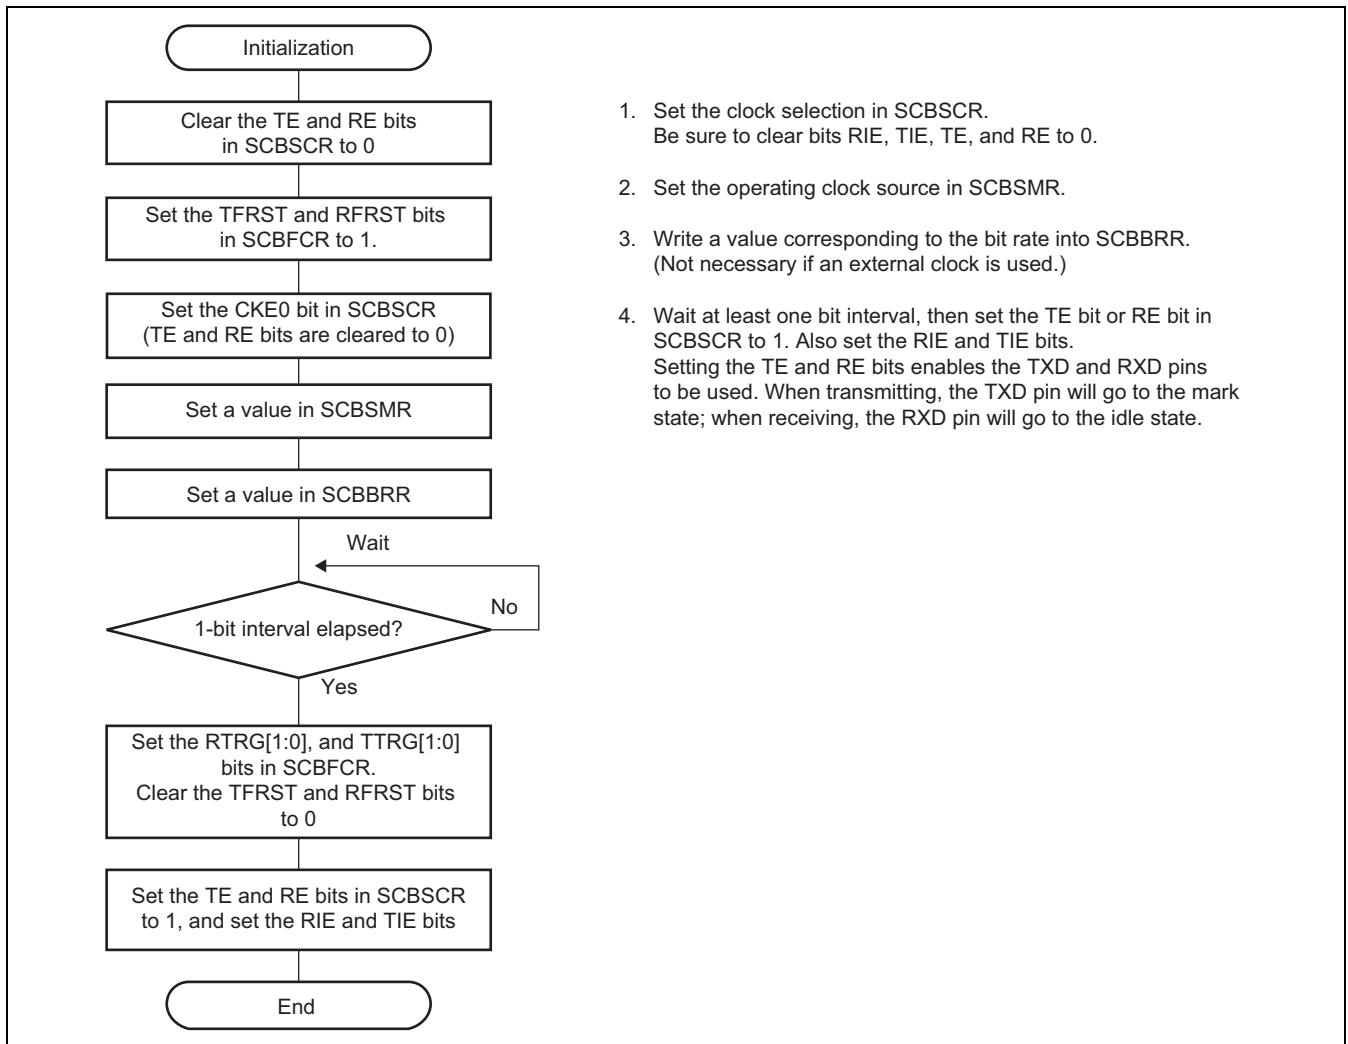 Initialization
Clear the TE and RE bits
in SCBSCR to 0
Set the TFRST and RFRST bits
in SCBFCR to 1.
Set the CKE0 bit in SCBSCR
(TE and RE bits are cleared to 0)
Set a value in SCBSMR
Set a value in SCBBRR
Wait
No
1-bit interval elapsed?
Yes
Set the RTRG[1:0], and TTRG[1:0]
bits in SCBFCR.
Clear the TFRST and RFRST bits
to 0
Set the TE and RE bits in SCBSCR
to 1, and set the RIE and TIE bits
End
1. Set the clock selection in SCBSCR.
Be sure to clear bits RIE, TIE, TE, and RE to 0.
2. Set the operating clock source in SCBSMR.
3. Write a value corresponding to the bit rate into SCBBRR.
(Not necessary if an external clock is used.)
4. Wait at least one bit interval, then set the TE bit or RE bit in
SCBSCR to 1. Also set the RIE and TIE bits.
Setting the TE and RE bits enables the TXD and RXD pins
to be used. When transmitting, the TXD pin will go to the mark
state; when receiving, the RXD pin will go to the idle state.